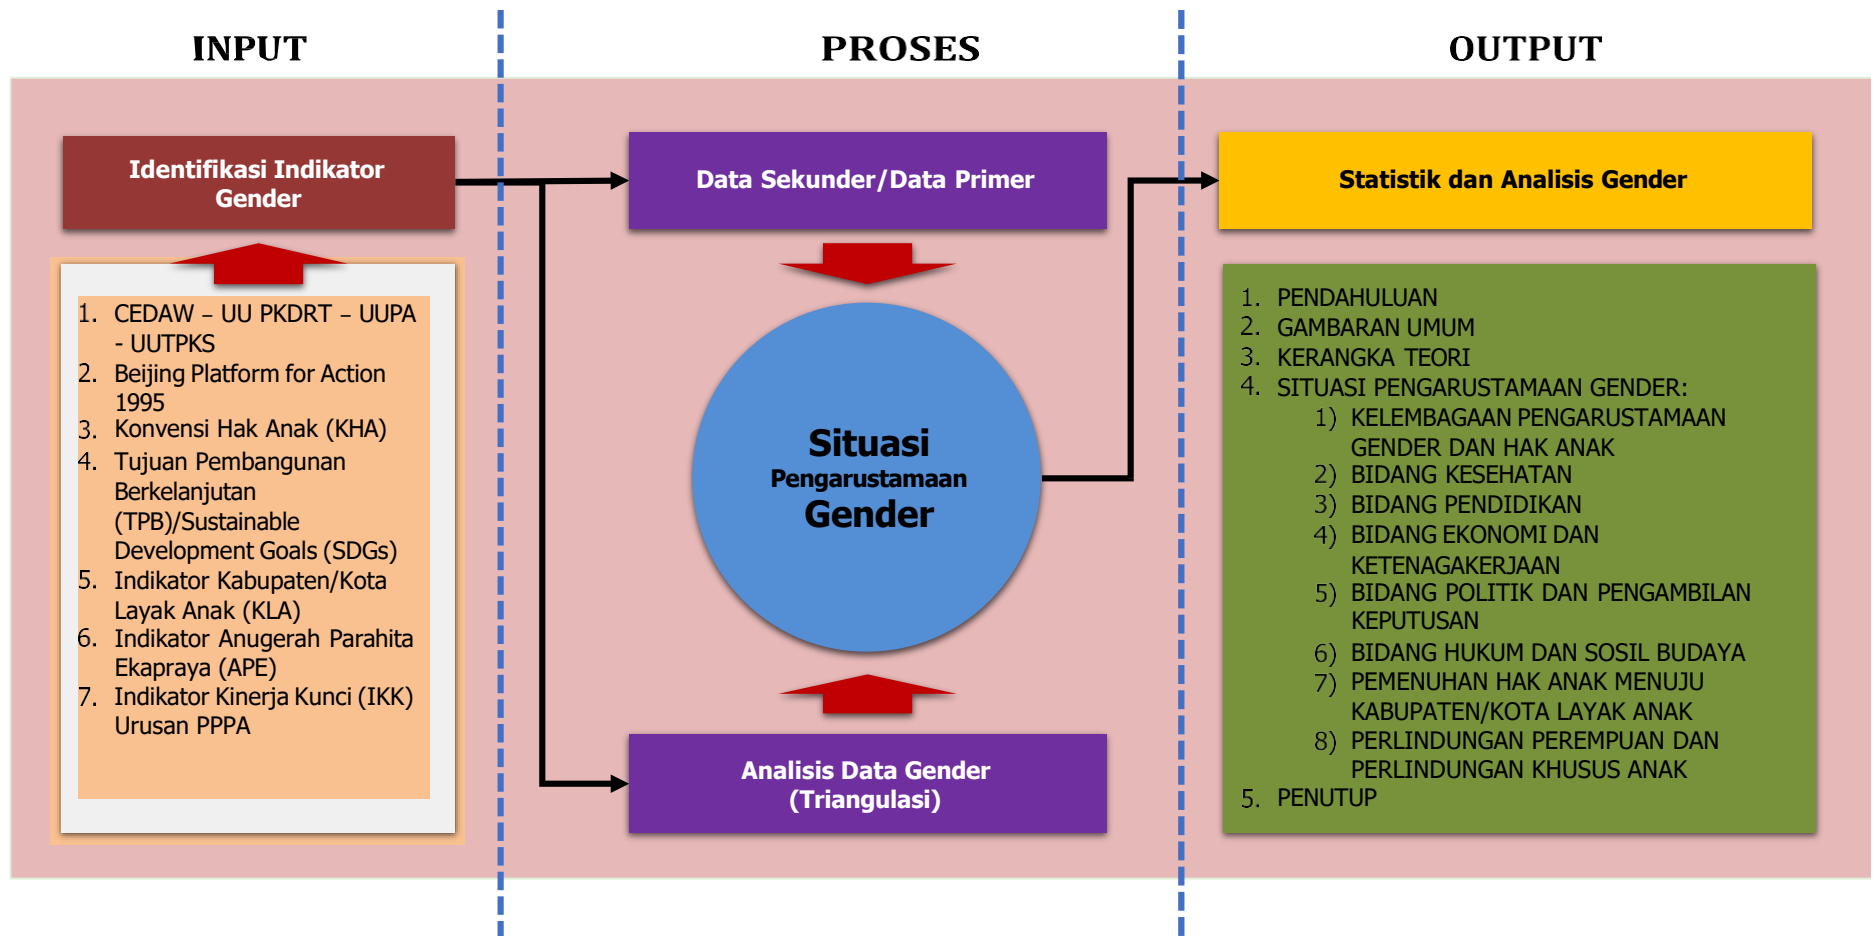 INPUT
PROSES
OUTPUT
Identifikasi Indikator
Gender
1. CEDAW – UU PKDRT – UUPA
- UUTPKS
2. Beijing Platform for Action
1995
3. Konvensi Hak Anak (KHA)
4. Tujuan Pembangunan
Berkelanjutan
(TPB)/Sustainable
Development Goals (SDGs)
5. Indikator Kabupaten/Kota
Layak Anak (KLA)
6. Indikator Anugerah Parahita
Ekapraya (APE)
7. Indikator Kinerja Kunci (IKK)
Urusan PPPA
Data Sekunder/Data Primer
Situasi
Pengarustamaan
Gender
Analisis Data Gender
(Triangulasi)
Statistik dan Analisis Gender
1. PENDAHULUAN
2. GAMBARAN UMUM
3. KERANGKA TEORI
4. SITUASI PENGARUSTAMAAN GENDER:
1) KELEMBAGAAN PENGARUSTAMAAN
GENDER DAN HAK ANAK
2) BIDANG KESEHATAN
3) BIDANG PENDIDIKAN
4) BIDANG EKONOMI DAN
KETENAGAKERJAAN
5) BIDANG POLITIK DAN PENGAMBILAN
KEPUTUSAN
6) BIDANG HUKUM DAN SOSIL BUDAYA
7) PEMENUHAN HAK ANAK MENUJU
KABUPATEN/KOTA LAYAK ANAK
8) PERLINDUNGAN PEREMPUAN DAN
PERLINDUNGAN KHUSUS ANAK
5. PENUTUP